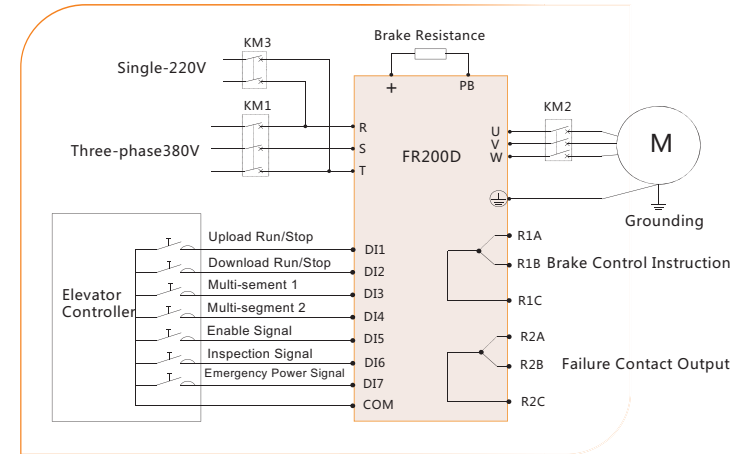 Brake Resistance
KM3
Single-220V
+
PB
KM1
KM2
Three-phase380V
R
S
T
FR200D
U
V
W
M
Grounding
Elevator
Controller
Upload Run/Stop
DI1
Download Run/Stop
DI2
Multi-sement 1
DI3
Multi-segment 2
DI4
Enable Signal
DI5
Inspection Signal
DI6
Emergency Power Signal
DI7
COM
R1A
R1B Brake Control Instruction
R1C
R2A
R2B Failure Contact Output
R2C